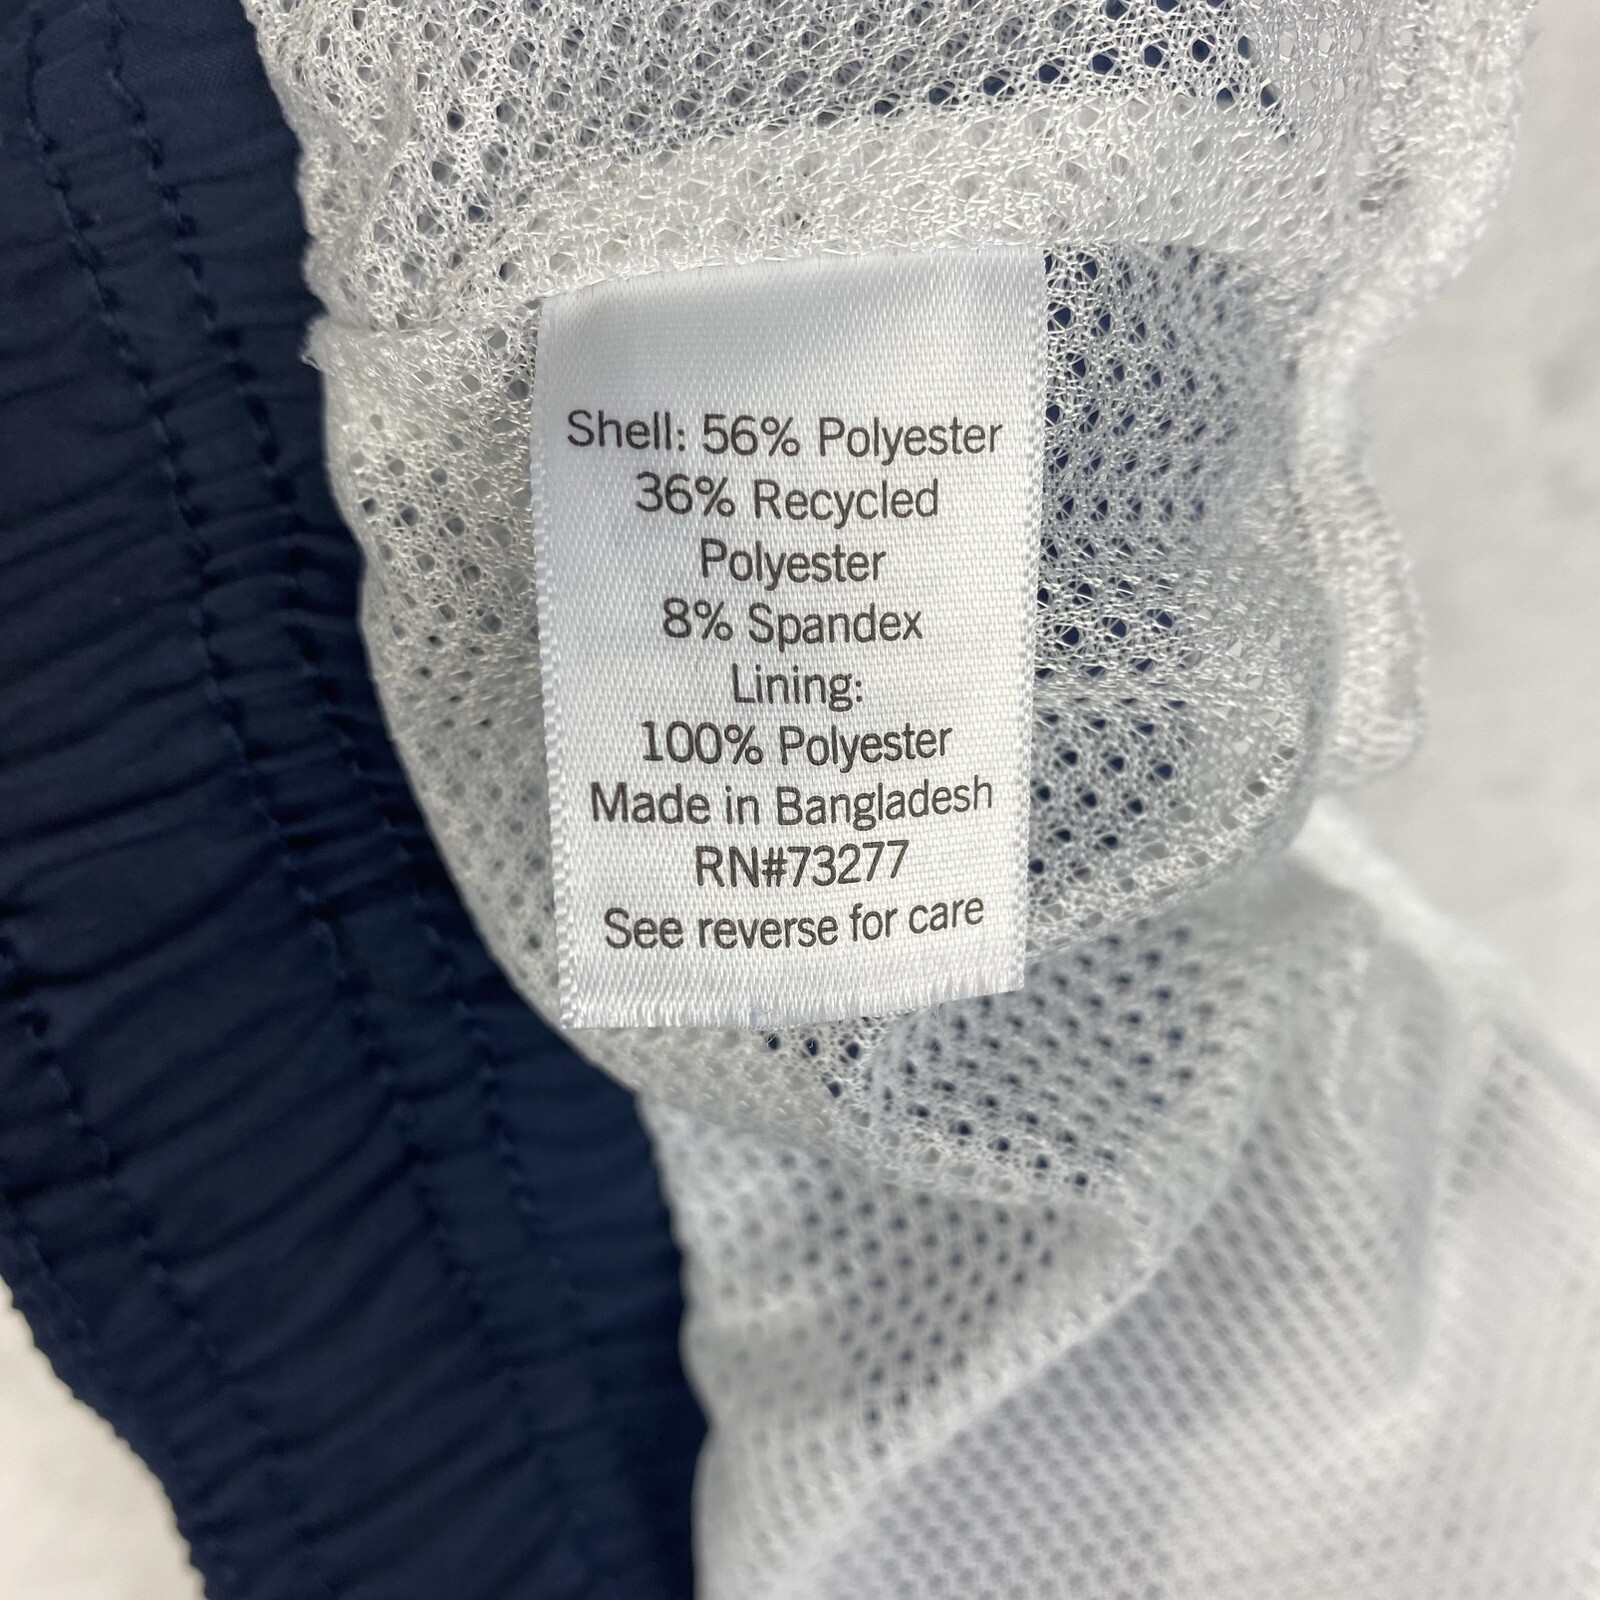 Shell: 56% Polyester
36% Recycled
Polyester
8% Spandex
Lining:
100% Polyester
Made in Bangladesh
RN#73277
See reverse for care